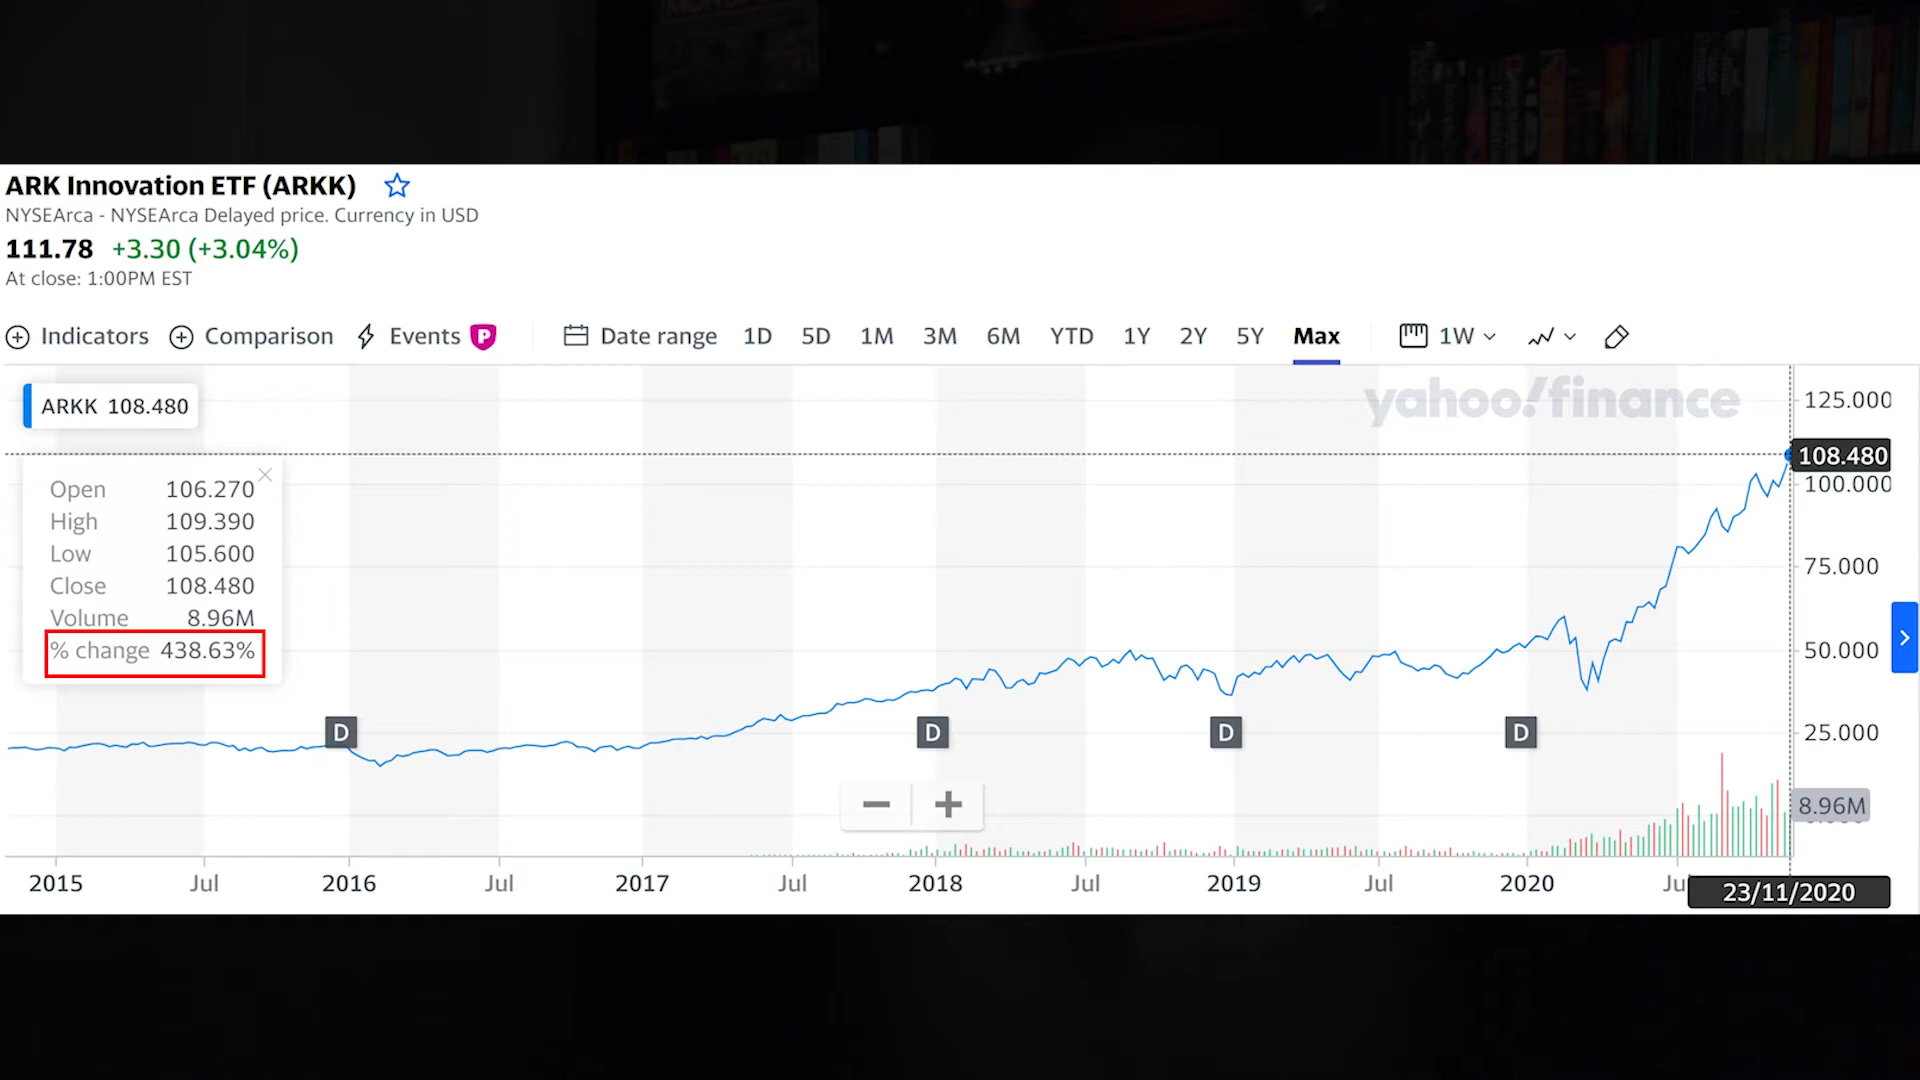 ARK Innovation ETF (ARKK)
NYSEArca - NYSEArca Delayed price. Currency in USD
111.78 +3.30 (+3.04%)
At close: 1:00PM EST
Indicators Comparison Events P Date range 1D 5D 1M 3M 6M YTD 1Y 2Y 5Y Max 1W
ARKK 108.480
yahoo!finance
Open 106.270
High 109.390
Low 105.600
Close 108.480
Volume 8.96M
% change 438.63%
125.000
108.480
100.000
75.000
50.000
25.000
8.96M
D D D D
2015 Jul 2016 Jul 2017 Jul 2018 Jul 2019 Jul 2020
23/11/2020